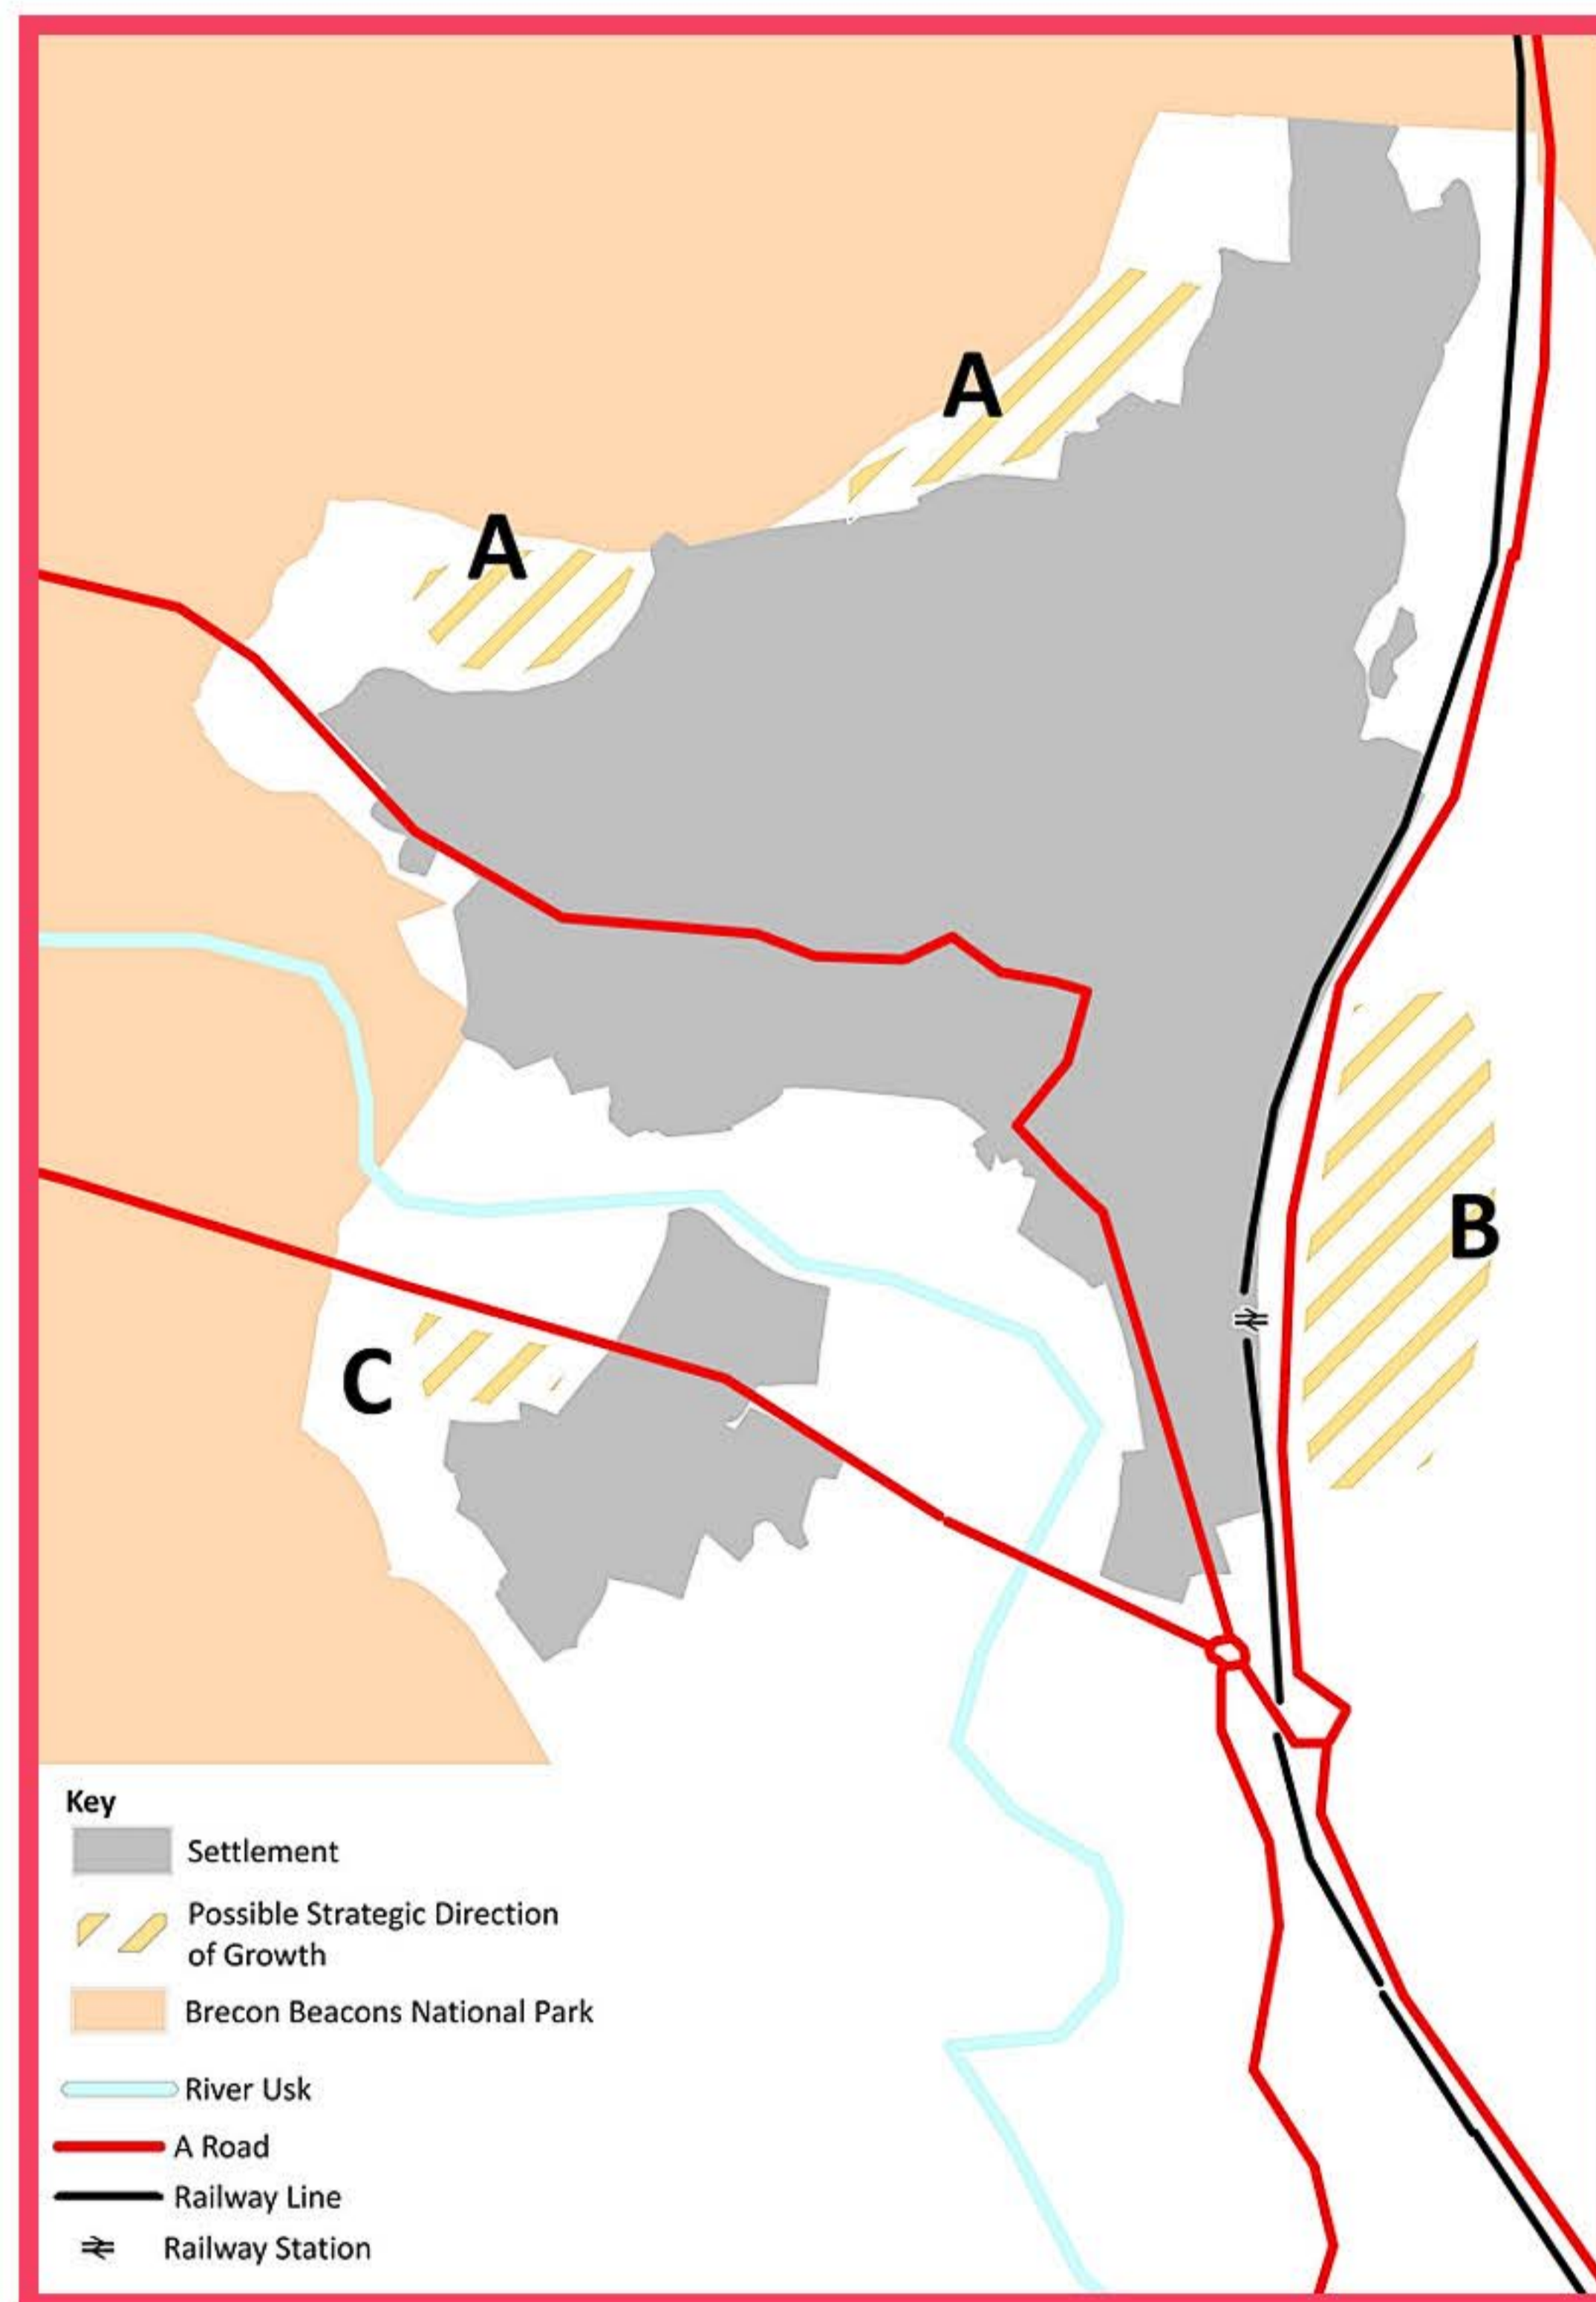 A
A
B
C
Key
Settlement
Possible Strategic Direction
of Growth
Brecon Beacons National Park
River Usk
A Road
Railway Line
Railway Station